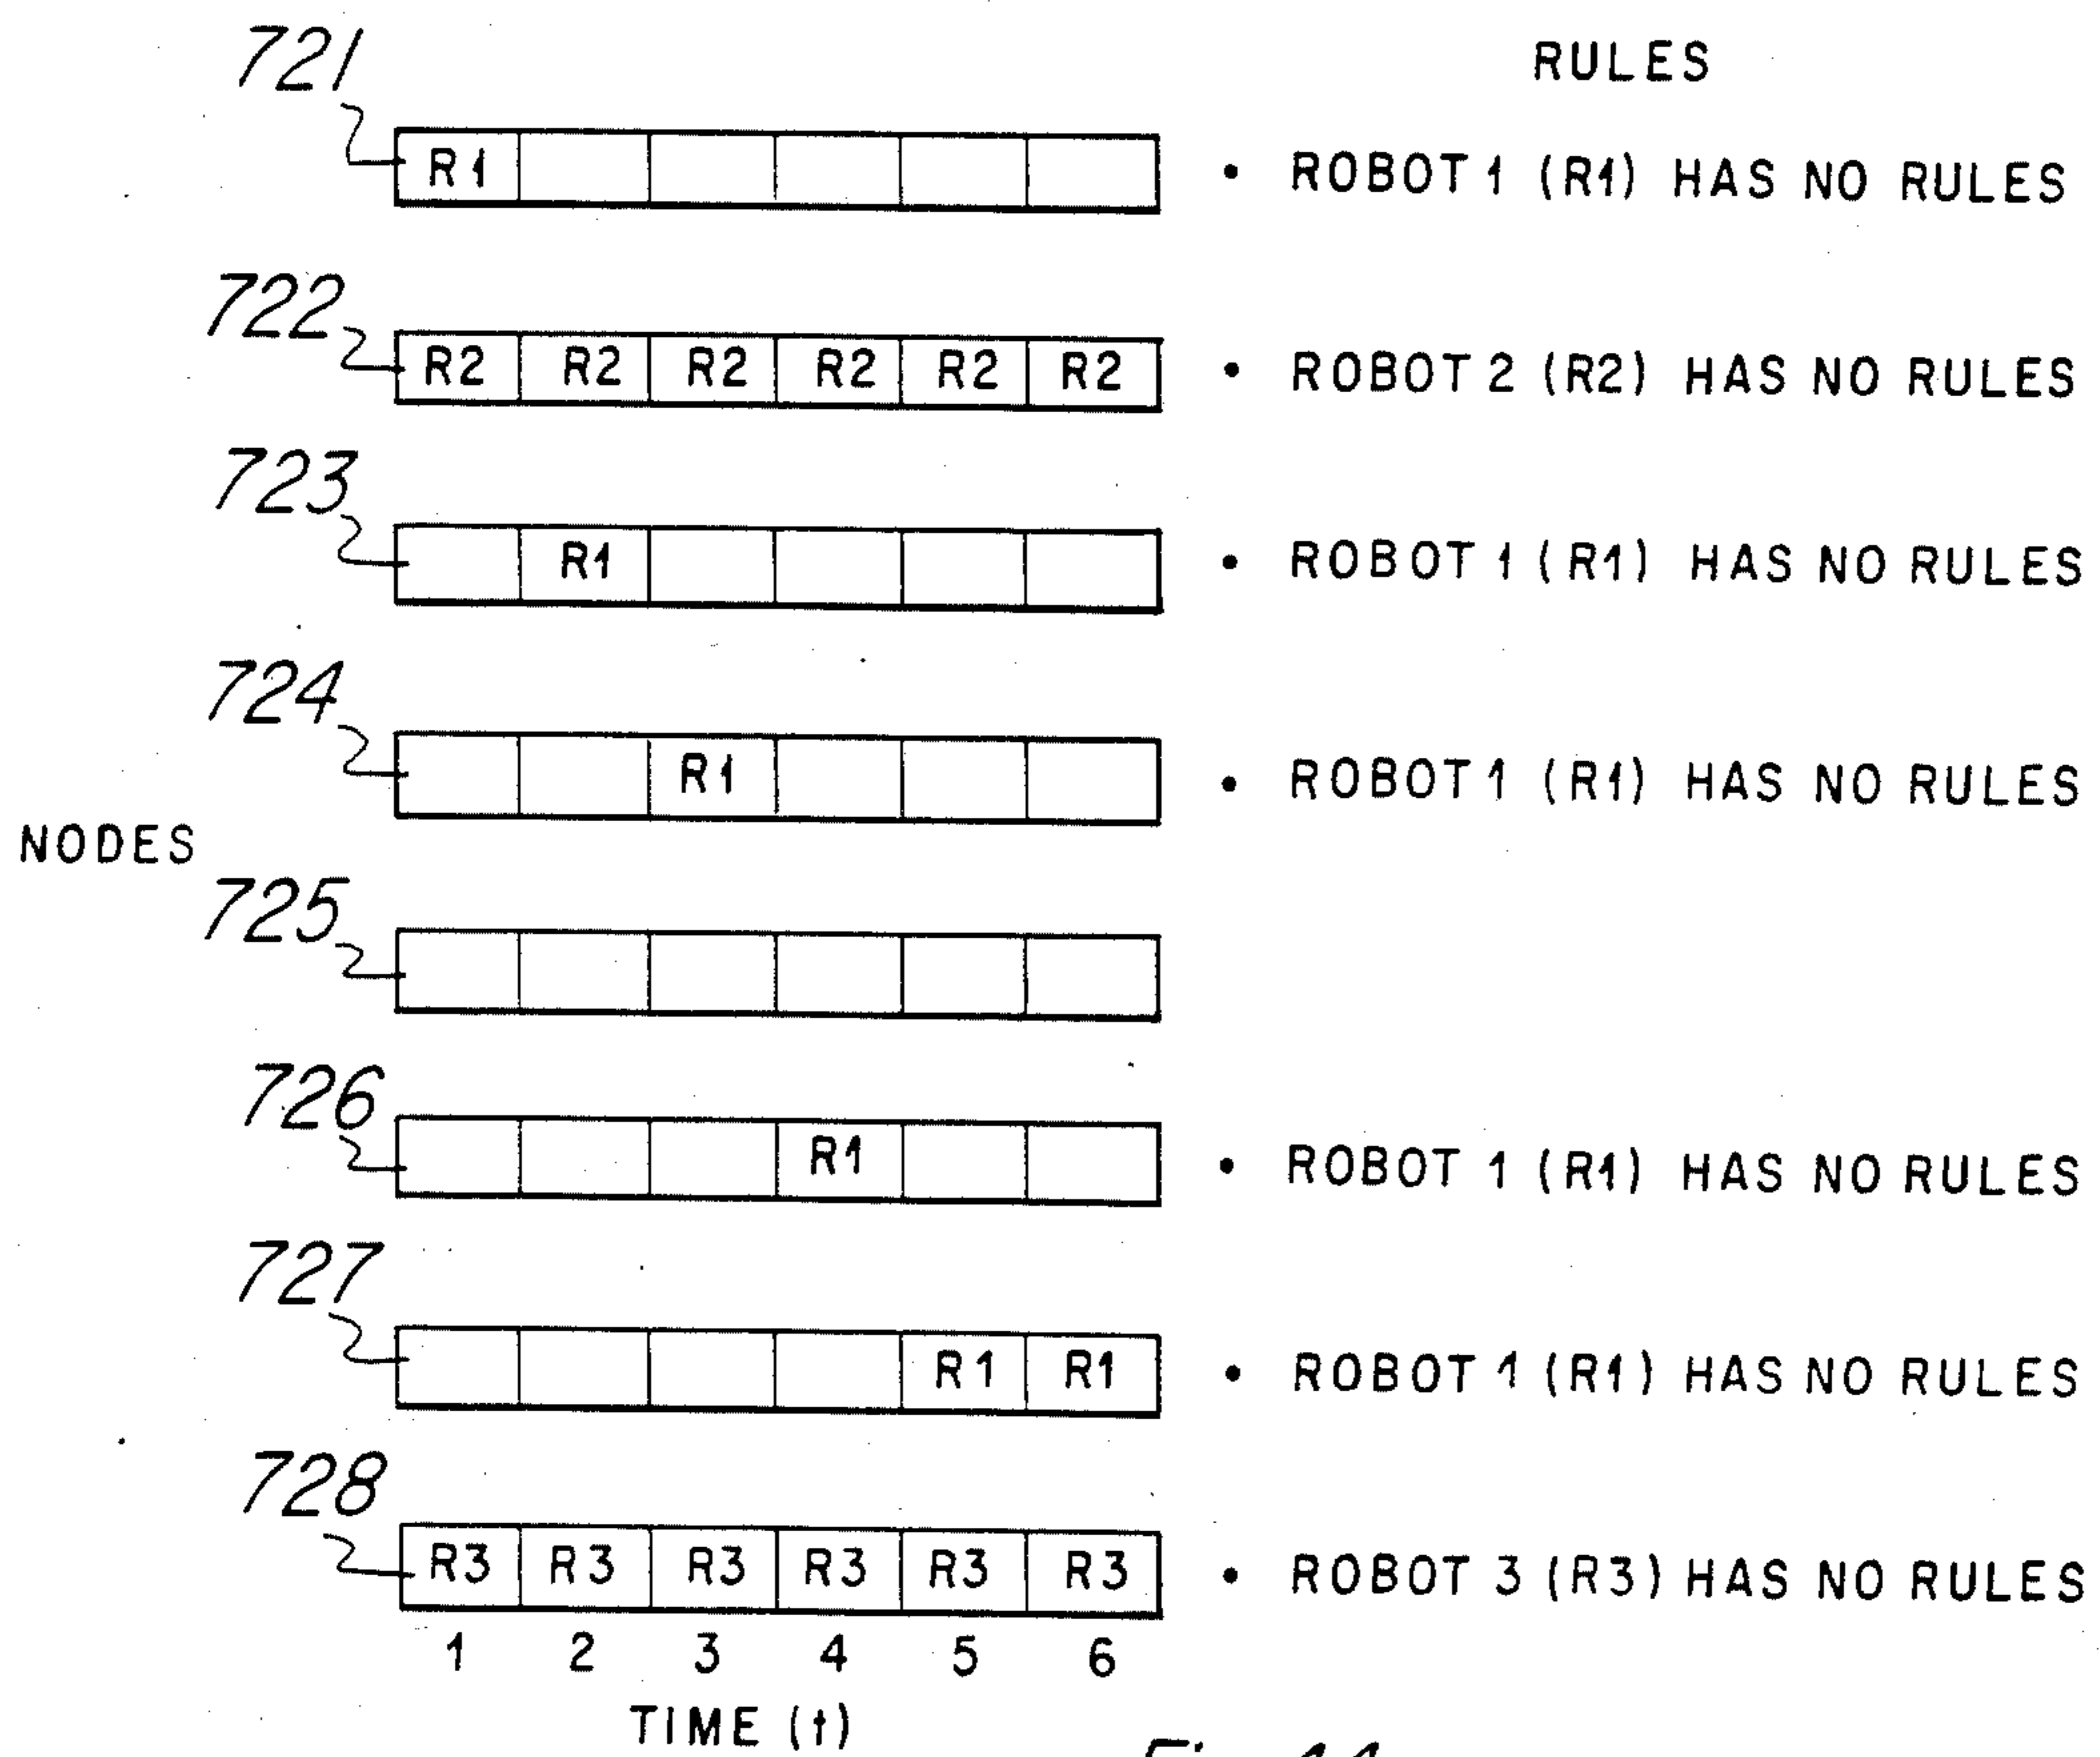 RULES
721
R1
• ROBOT 1 (R1) HAS NO RULES
722
R2 R2 R2 R2 R2 R2
• ROBOT 2 (R2) HAS NO RULES
723
R1
• ROBOT 1 (R1) HAS NO RULES
724
R1
• ROBOT 1 (R1) HAS NO RULES
NODES
725
726
R1
• ROBOT 1 (R1) HAS NO RULES
727
R1 R1
• ROBOT 1 (R1) HAS NO RULES
728
R3 R3 R3 R3 R3 R3
• ROBOT 3 (R3) HAS NO RULES
1 2 3 4 5 6
TIME (t)